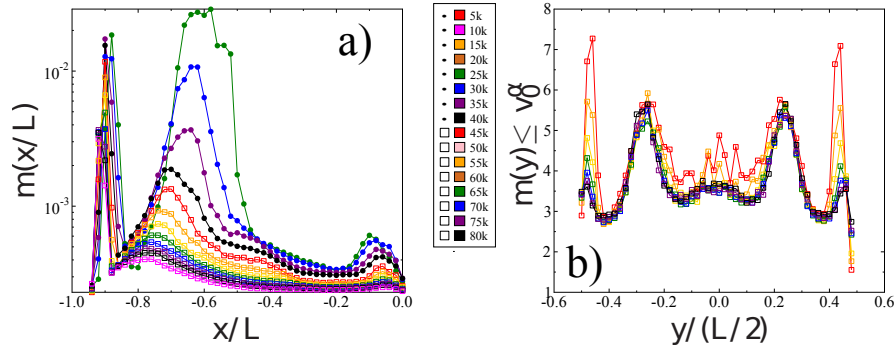 a)
10⁻²
10⁻³
m(x/L)
-1.0 -0.8 -0.6 -0.4 -0.2 0.0
x/L
5k
10k
15k
20k
25k
30k
35k
40k
45k
50k
55k
60k
65k
70k
75k
80k
8
7
6
5
4
3
2
1
m(y)< v₀^α
b)
-0.6 -0.4 -0.2 0.0 0.2 0.4 0.6
y/(L/2)